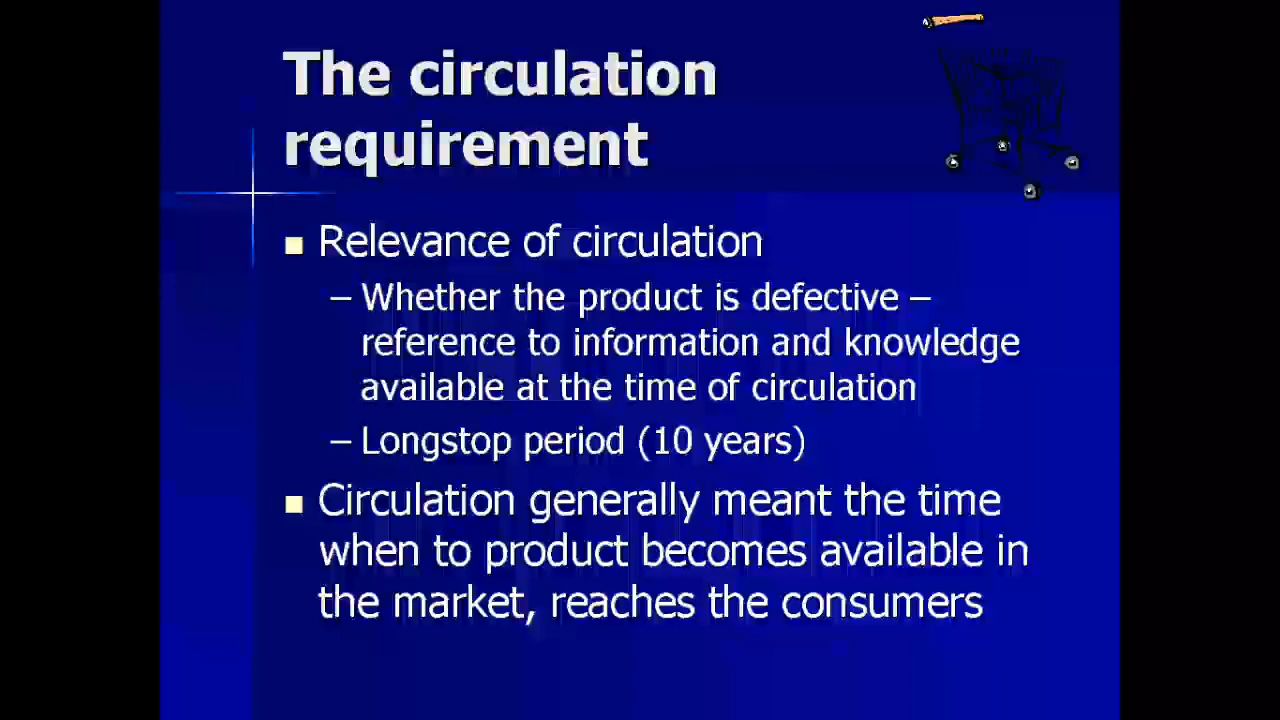 The circulation
requirement
Relevance of circulation
– Whether the product is defective –
reference to information and knowledge
available at the time of circulation
– Longstop period (10 years)
Circulation generally meant the time
when to product becomes available in
the market, reaches the consumers